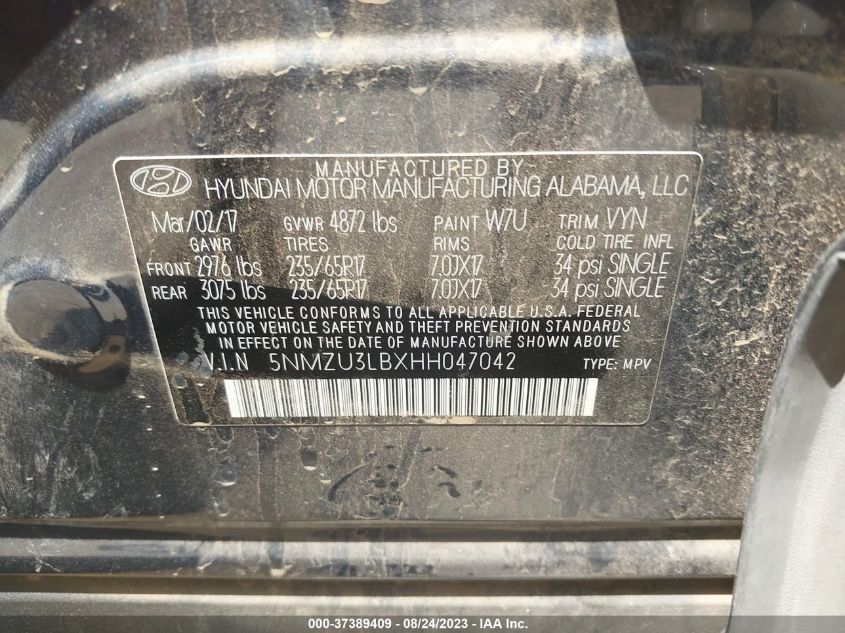 MANUFACTURED BY
HYUNDAI MOTOR MANUFACTURING ALABAMA, LLC
Mar/02/17 GVWR 4872 lbs PAINT W7U TRIM VYN
GAWR TIRES RIMS COLD TIRE INFL
FRONT 2976 lbs 235/65R17 7.0JX17 34 psi SINGLE
REAR 3075 lbs 235/65R17 7.0JX17 34 psi SINGLE
THIS VEHICLE CONFORMS TO ALL APPLICABLE U.S.A. FEDERAL
MOTOR VEHICLE SAFETY AND THEFT PREVENTION STANDARDS
IN EFFECT ON THE DATE OF MANUFACTURE SHOWN ABOVE
V.I.N 5NMZU3LBXHH047042 TYPE: MPV
000-37389409 - 08/24/2023 - IAA Inc.